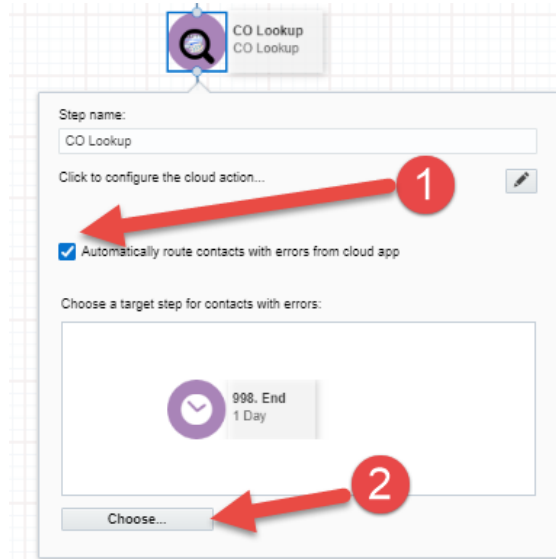 CO Lookup
CO Lookup
Step name:
CO Lookup
Click to configure the cloud action...
1
Automatically route contacts with errors from cloud app
Choose a target step for contacts with errors:
998. End
1 Day
2
Choose...